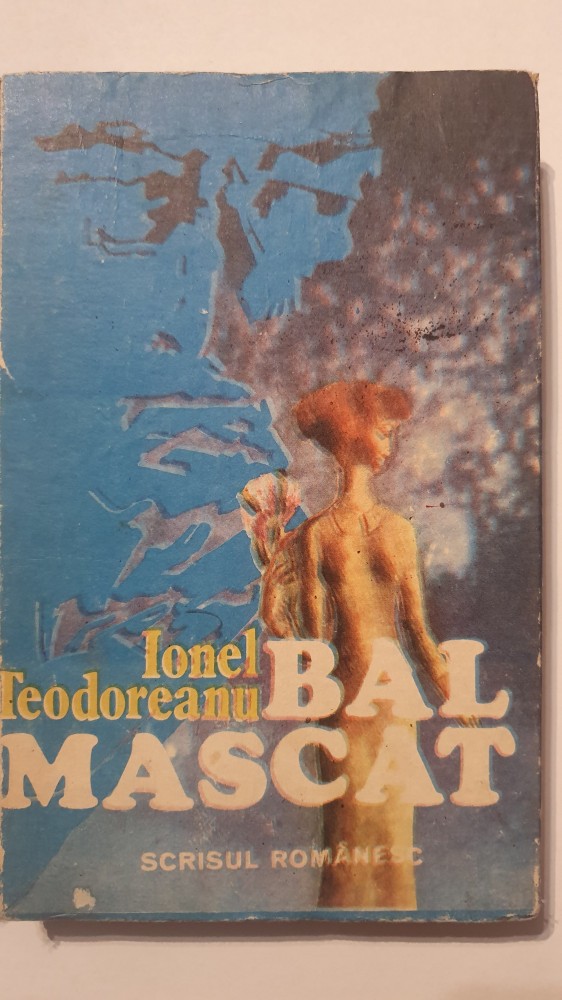 Ionel
Teodoreanu
BAL
MASCAT
SCRISUL ROMÂNESC